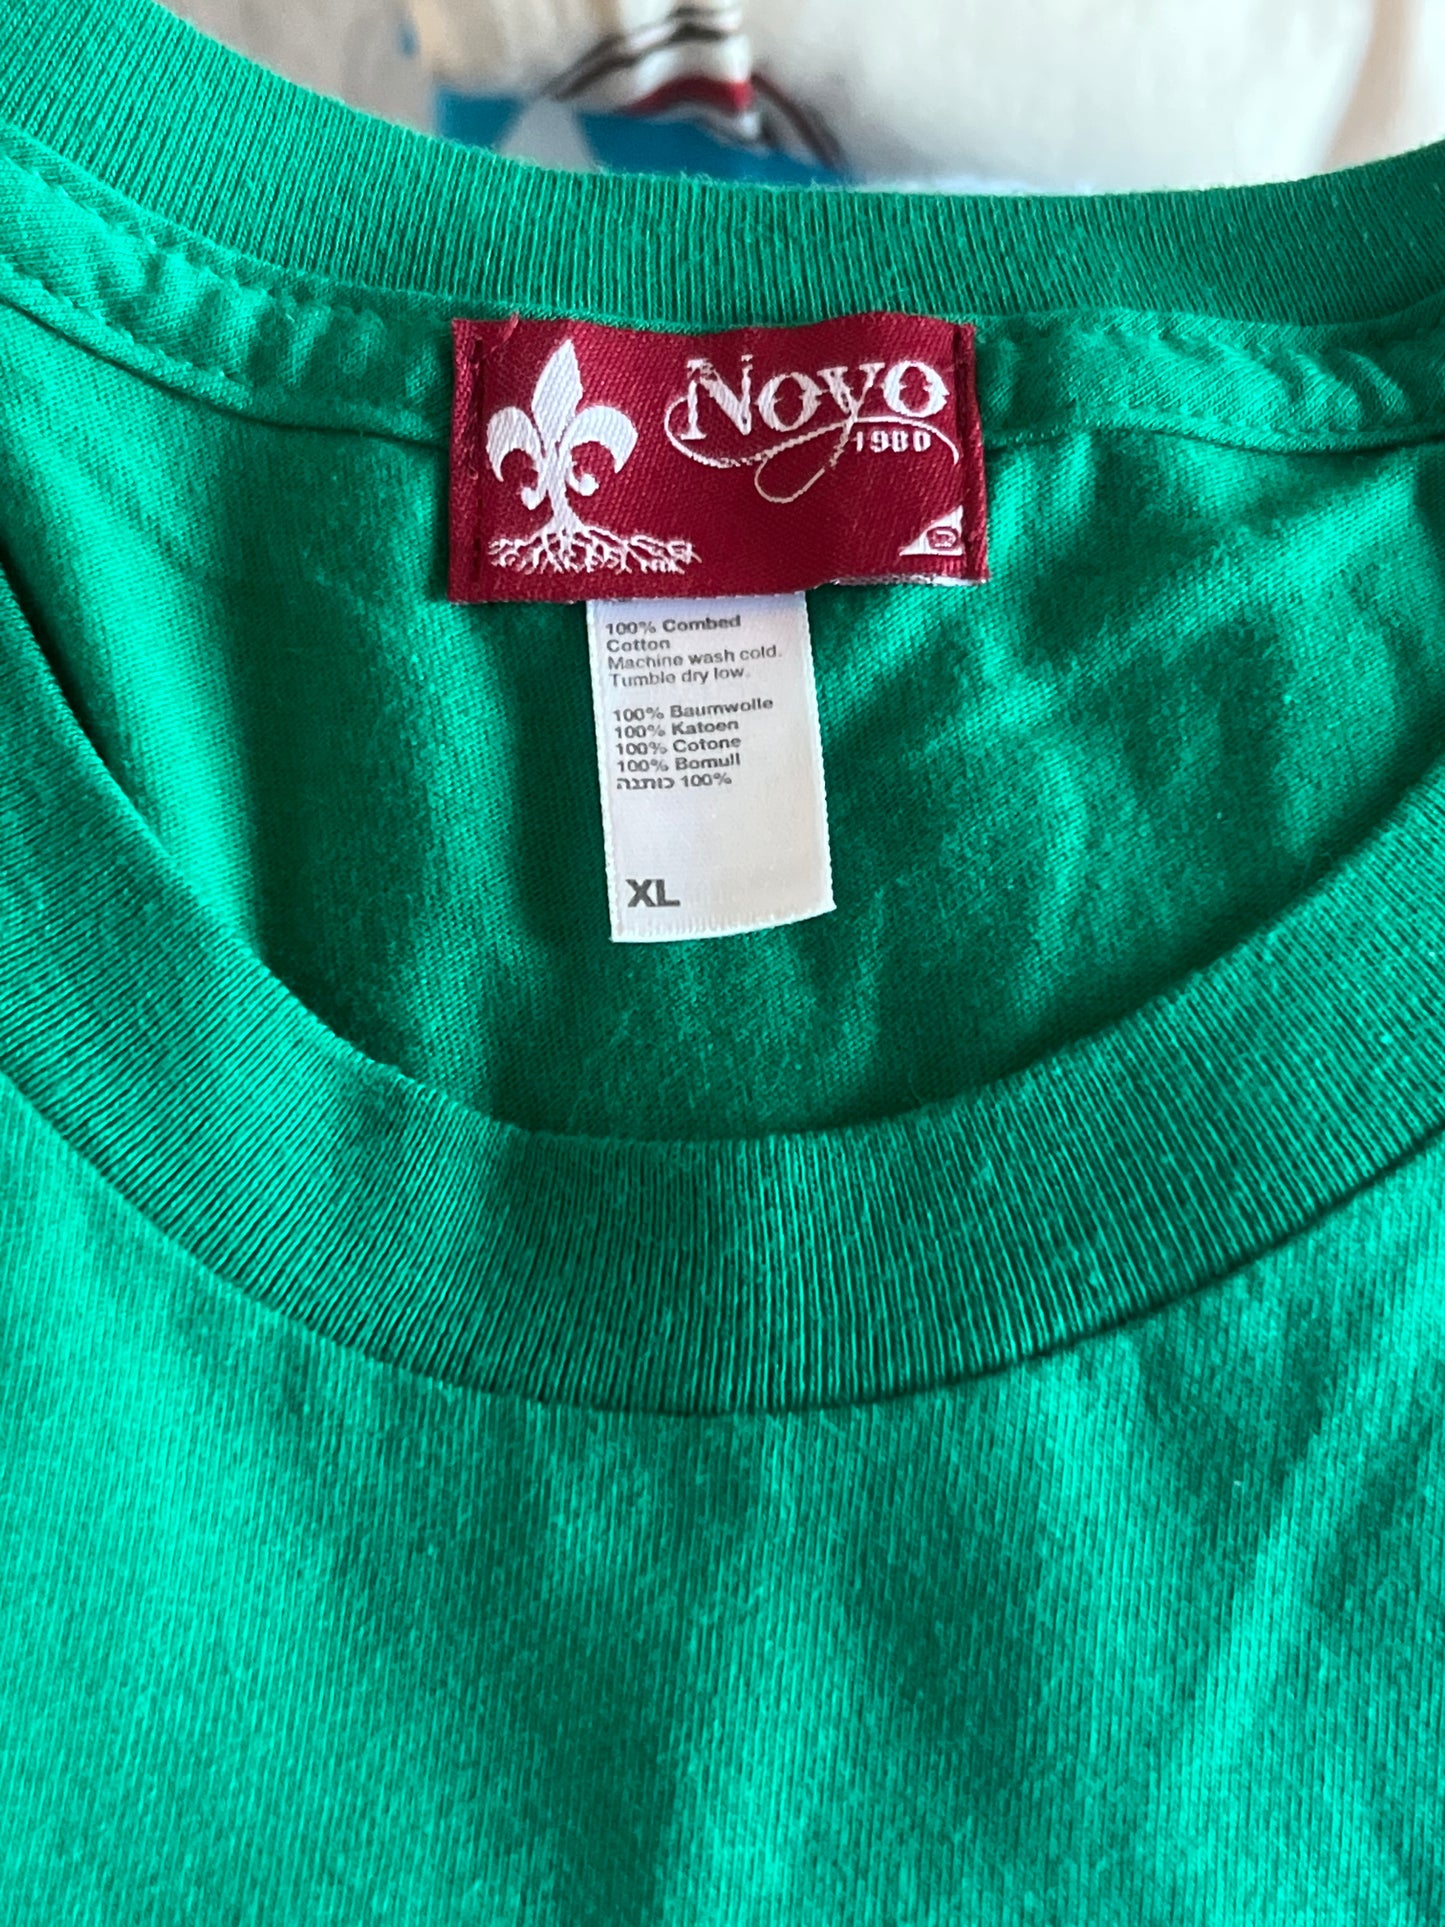 Novo
1980
100% Combed
Cotton
Machine wash cold.
Tumble dry low.
100% Baumwolle
100% Katoen
100% Cotone
100% Bomull
100% כותנה
XL